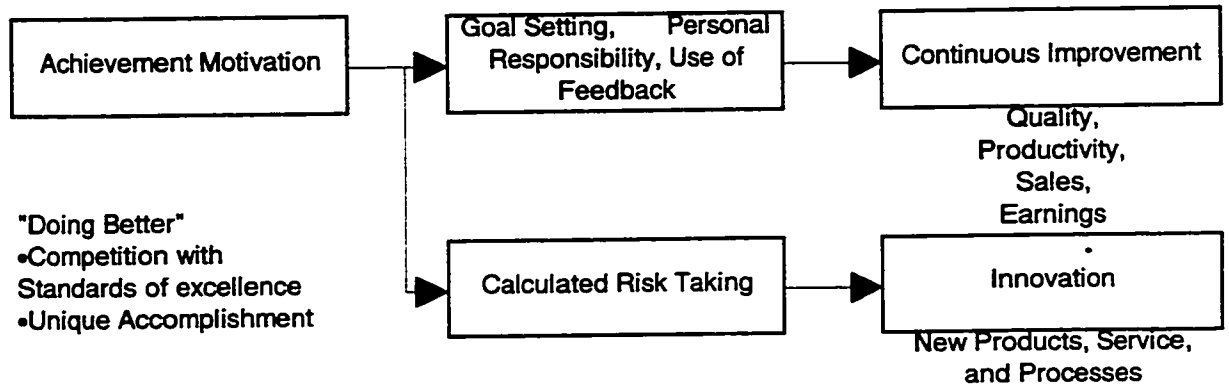 Achievement Motivation
Goal Setting, Personal
Responsibility, Use of
Feedback
Continuous Improvement
Quality,
Productivity,
Sales,
Earnings
"Doing Better"
•Competition with
Standards of excellence
•Unique Accomplishment
Calculated Risk Taking
Innovation
New Products, Service,
and Processes